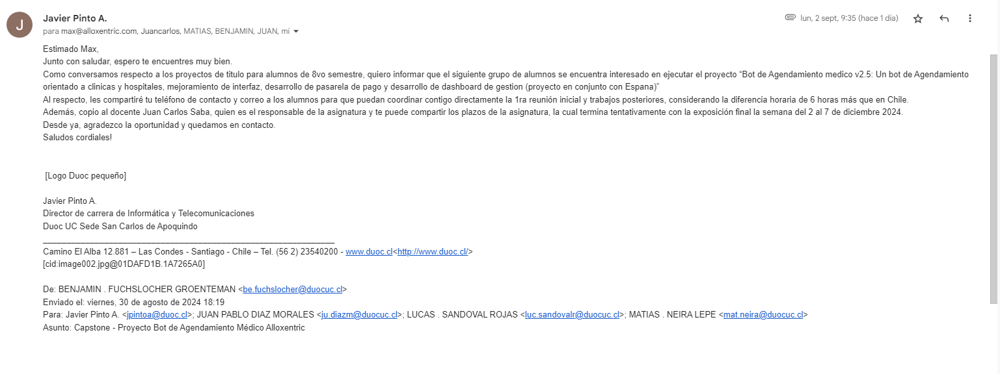 Javier Pinto A.
lun, 2 sept, 9:35 (hace 1 día)
para max@alloxentric.com, Juancarlos, MATIAS, BENJAMIN, JUAN, mí
J
Estimado Max,
Junto con saludar, espero te encuentres muy bien.
Como conversamos respecto a los proyectos de titulo para alumnos de 8vo semestre, quiero informar que el siguiente grupo de alumnos se encuentra interesado en ejecutar el proyecto “Bot de Agendamiento medico v2.5: Un bot de Agendamiento
orientado a clinicas y hospitales, mejoramiento de interfaz, desarrollo de pasarela de pago y desarrollo de dashboard de gestion (proyecto en conjunto con Espana)”
Al respecto, les compartiré tu teléfono de contacto y correo a los alumnos para que puedan coordinar contigo directamente la 1ra reunión inicial y trabajos posteriores, considerando la diferencia horaria de 6 horas más que en Chile.
Además, copio al docente Juan Carlos Saba, quien es el responsable de la asignatura y te puede compartir los plazos de la asignatura, la cual termina tentativamente con la exposición final la semana del 2 al 7 de diciembre 2024.
Desde ya, agradezco la oportunidad y quedamos en contacto.
Saludos cordiales!
[Logo Duoc pequeño]
Javier Pinto A.
Director de carrera de Informática y Telecomunicaciones
Duoc UC Sede San Carlos de Apoquindo
______________________________________________________________
Camino El Alba 12.881 – Las Condes - Santiago - Chile – Tel. (56 2) 23540200 - www.duoc.cl<http://www.duoc.cl/>
[cid:image002.jpg@01DAFD1B.1A7265A0]
De: BENJAMIN . FUCHSLOCHER GROENTEMAN <be.fuchslocher@duocuc.cl>
Enviado el: viernes, 30 de agosto de 2024 18:19
Para: Javier Pinto A. <jpintoa@duoc.cl>; JUAN PABLO DIAZ MORALES <ju.diazm@duocuc.cl>; LUCAS . SANDOVAL ROJAS <luc.sandovalr@duocuc.cl>; MATIAS . NEIRA LEPE <mat.neira@duocuc.cl>
Asunto: Capstone - Proyecto Bot de Agendamiento Médico Alloxentric